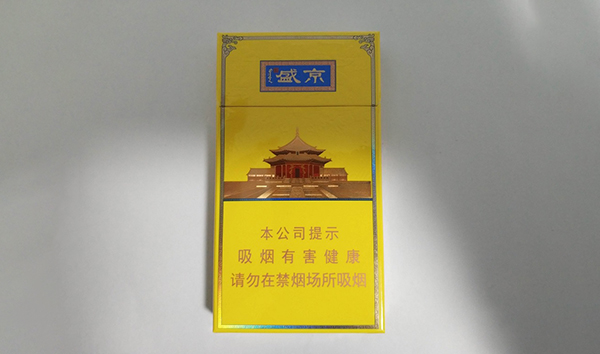 盛京
本公司提示
吸烟有害健康
请勿在禁烟场所吸烟